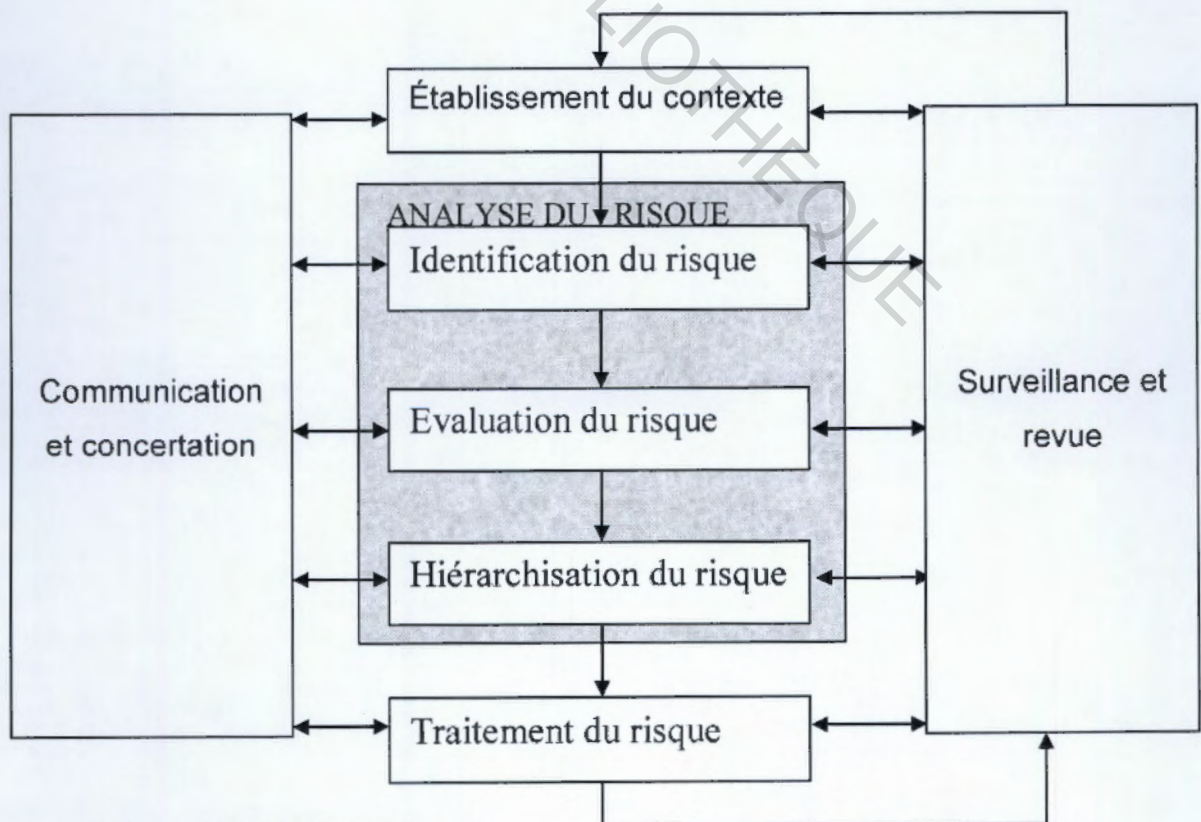 LIOTHEQUE
Établissement du contexte
ANALYSE DU RISQUE
Identification du risque
Communication
et concertation
Evaluation du risque
Surveillance et
revue
Hiérarchisation du risque
Traitement du risque